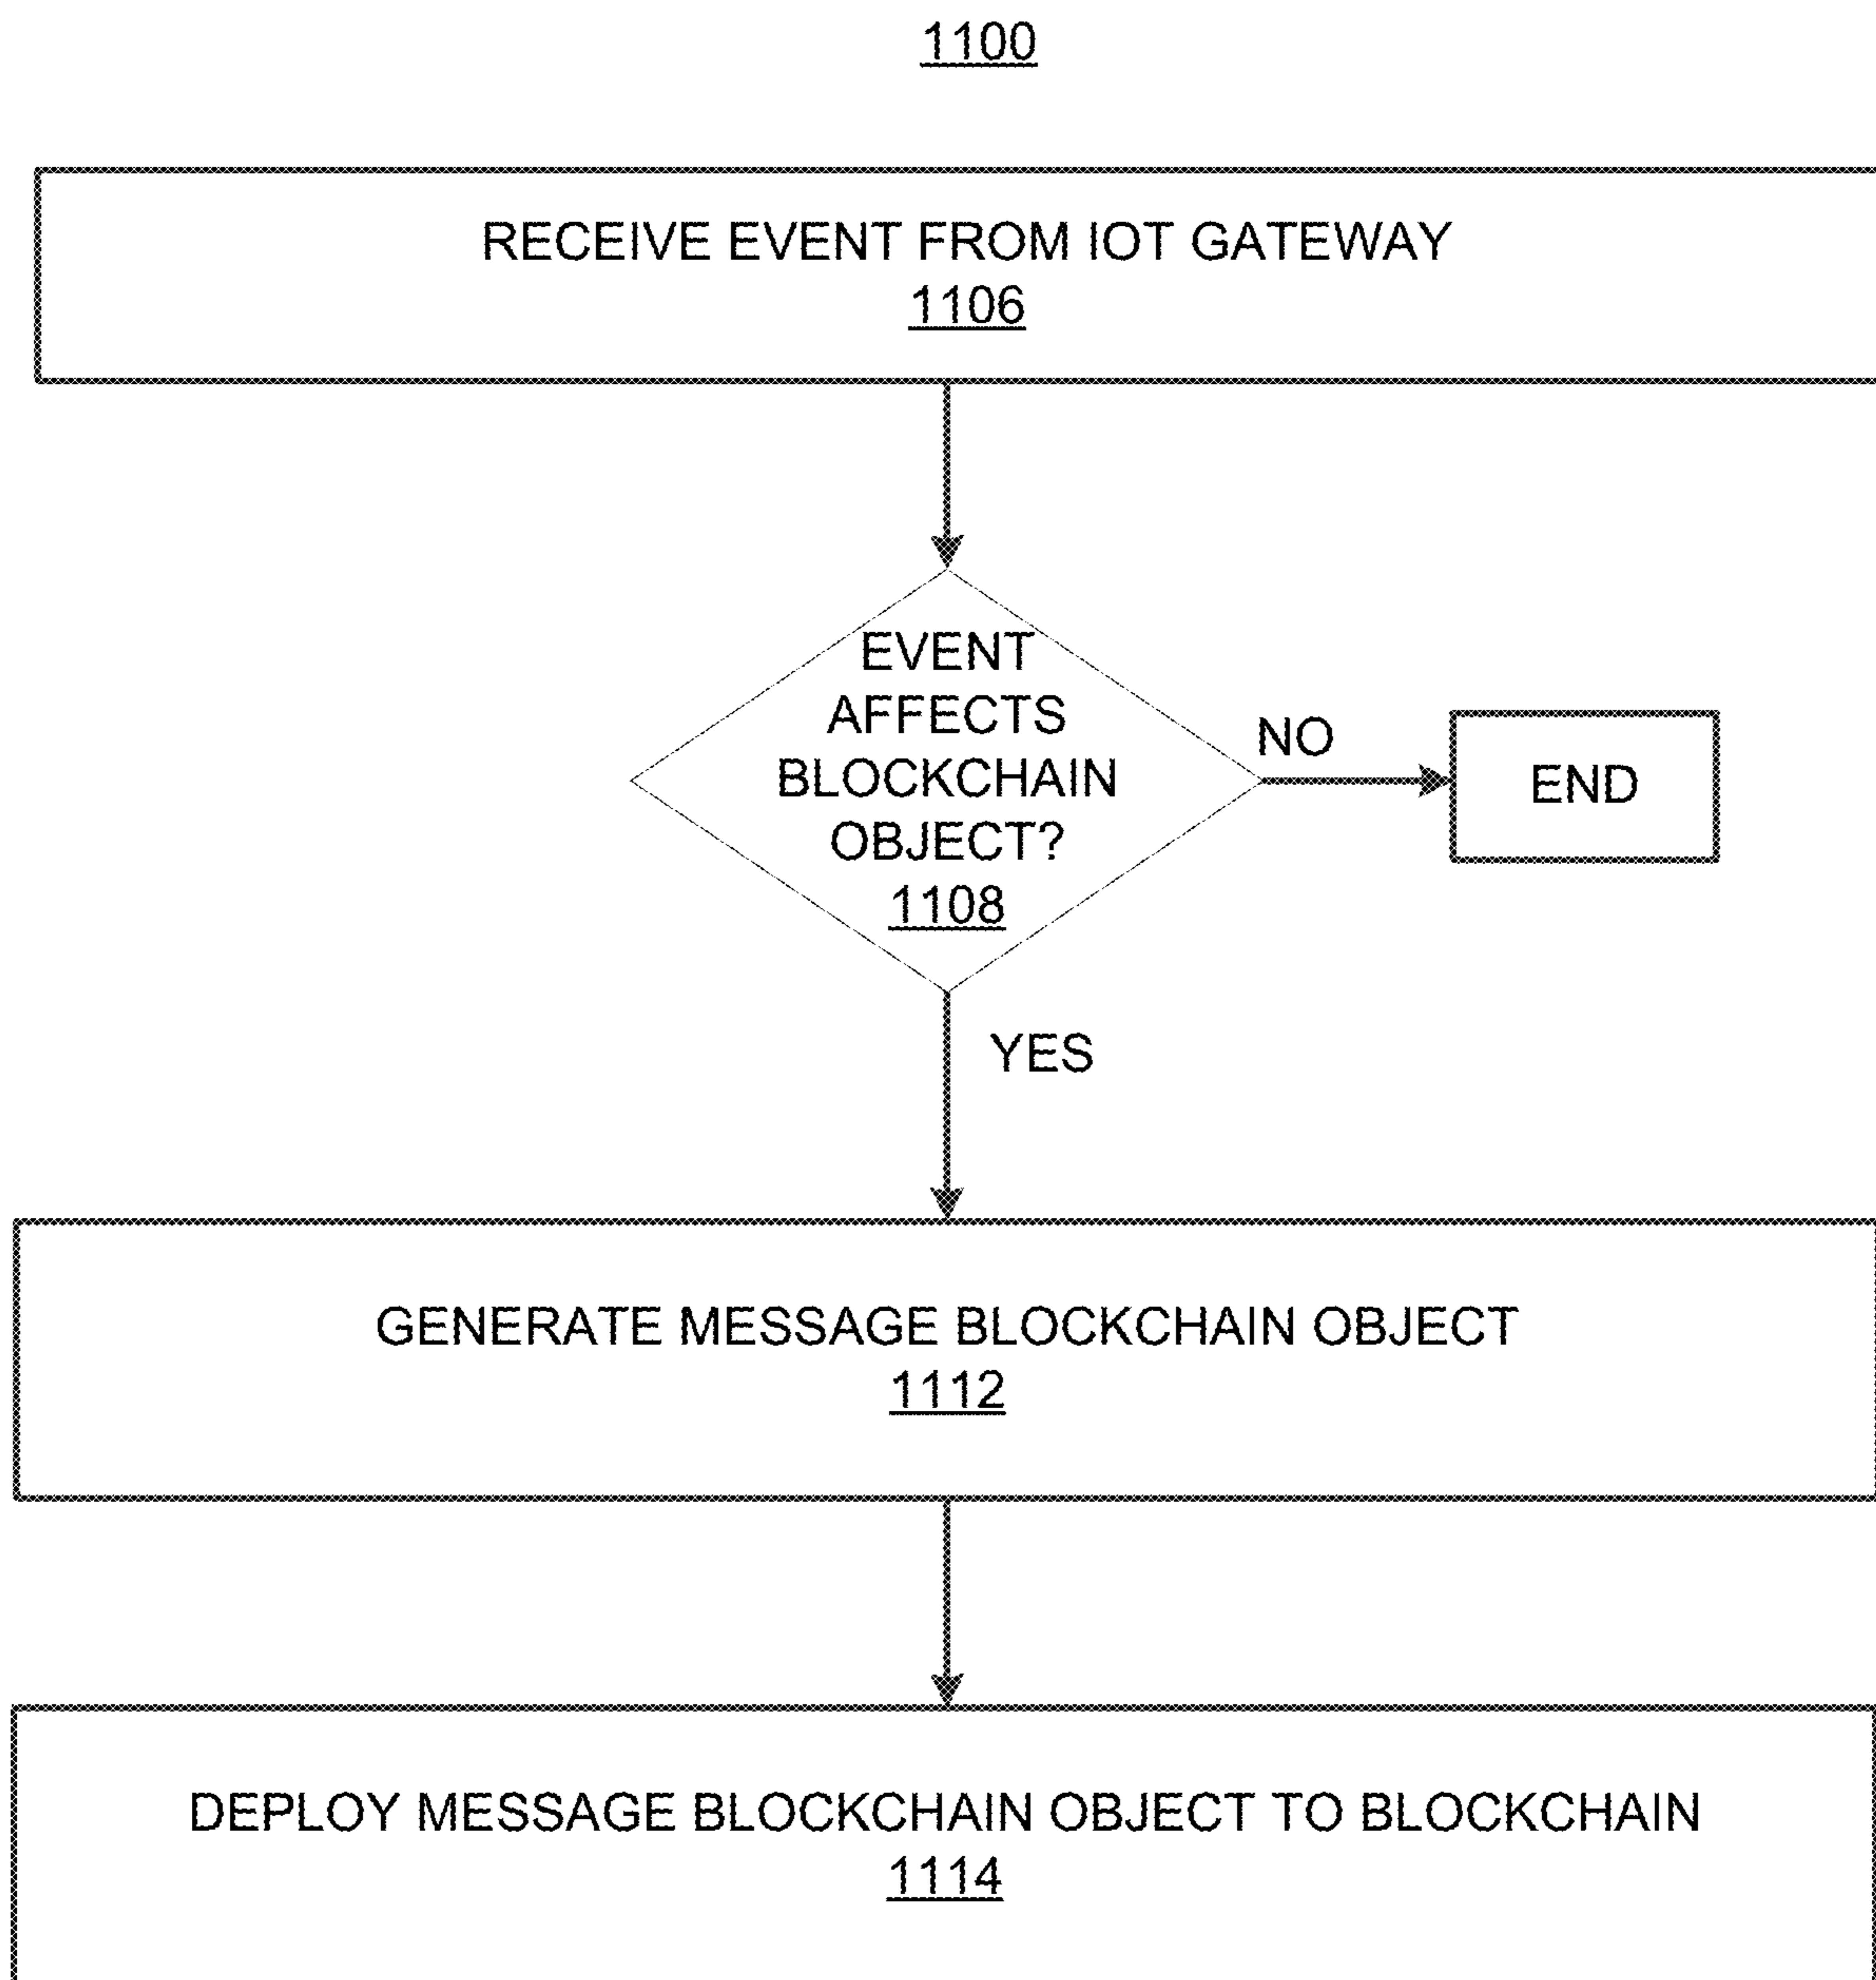 1100
RECEIVE EVENT FROM IOT GATEWAY
1106
EVENT
AFFECTS
BLOCKCHAIN
OBJECT?
1108
NO
END
YES
GENERATE MESSAGE BLOCKCHAIN OBJECT
1112
DEPLOY MESSAGE BLOCKCHAIN OBJECT TO BLOCKCHAIN
1114